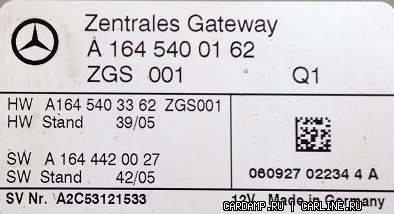 Zentrales Gateway
A 164 540 01 62
ZGS 001 Q1
HW A164 540 33 62 ZGS001
HW Stand 39/05
SW A 164 442 00 27
SW Stand 42/05
060927 02234 4 A
SV Nr. A2C53121533 12V Made in Germany
CARDAMP.RU / CARLINE.RU